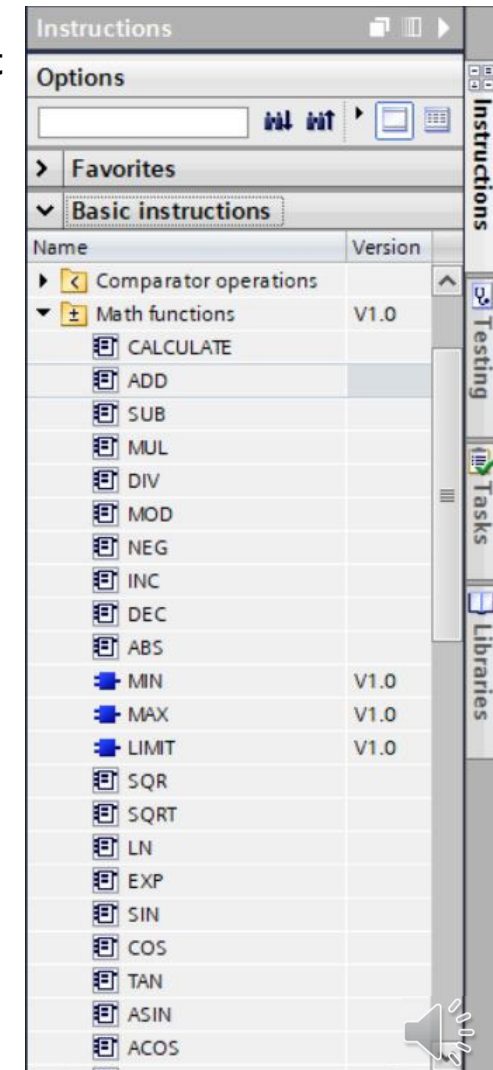 t
Instructions
Options
> Favorites
Basic instructions
Name Version
Comparator operations
Math functions V1.0
CALCULATE
ADD
SUB
MUL
DIV
MOD
NEG
INC
DEC
ABS
MIN V1.0
MAX V1.0
LIMIT V1.0
SQR
SQRT
LN
EXP
SIN
COS
TAN
ASIN
ACOS
Instructions
Testing
Tasks
Libraries